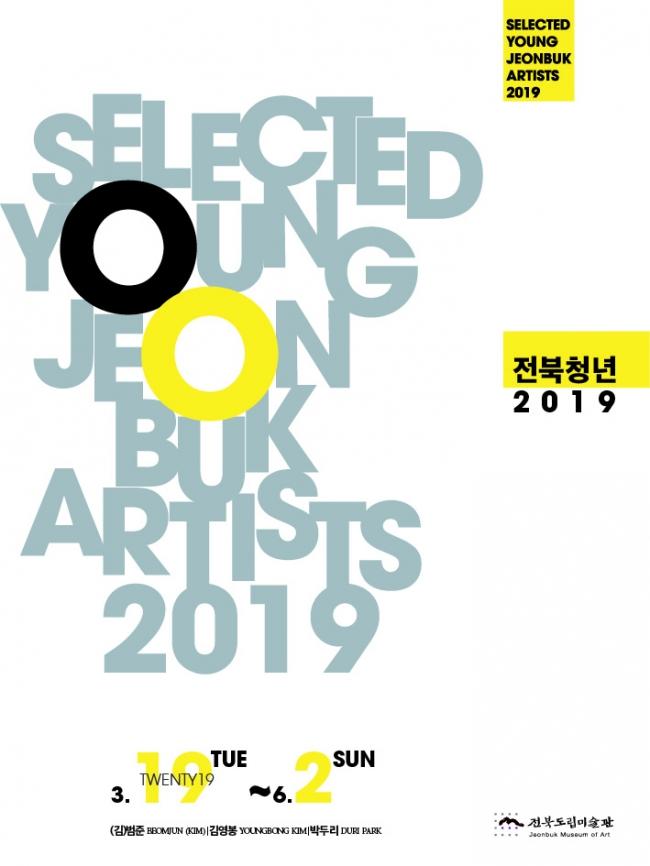 SELECTED
YOUNG
JEONBUK
ARTISTS
2019
SELECTED
YOUNG
JEON
BUK
ARTISTS
2019
전북청년
2019
3. 19 TUE ~6. 2 SUN
TWENTY19
(김)범준 BEOMJUN (KIM)|김영봉 YOUNGBONG KIM|박두리 DURI PARK
전북도립미술관
Jeonbuk Museum of Art